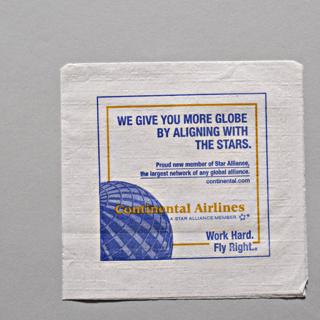 WE GIVE YOU MORE GLOBE
BY ALIGNING WITH
THE STARS.
Proud new member of Star Alliance,
the largest network of any global alliance.
continental.com
Continental Airlines
A STAR ALLIANCE MEMBER
Work Hard.
Fly Right.